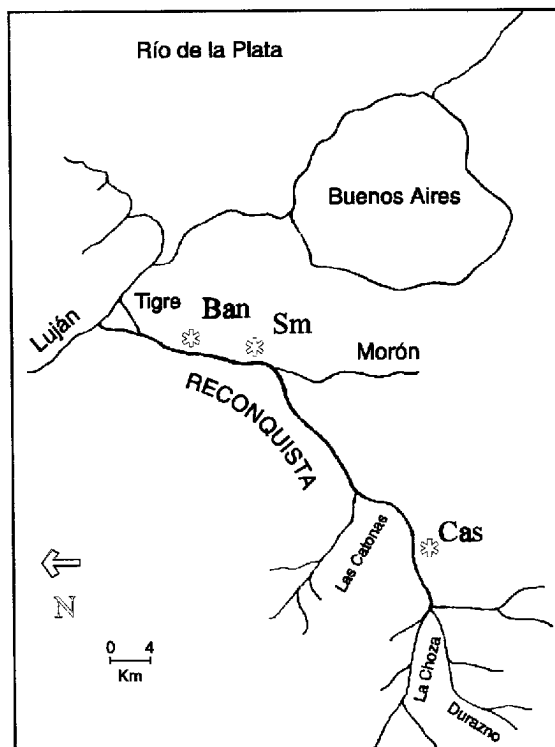 Río de la Plata
Buenos Aires
Tigre
Ban
Sm
Luján
Morón
RECONQUISTA
Las Catonas
Cas
N
0 4
Km
La Choza
Durazno